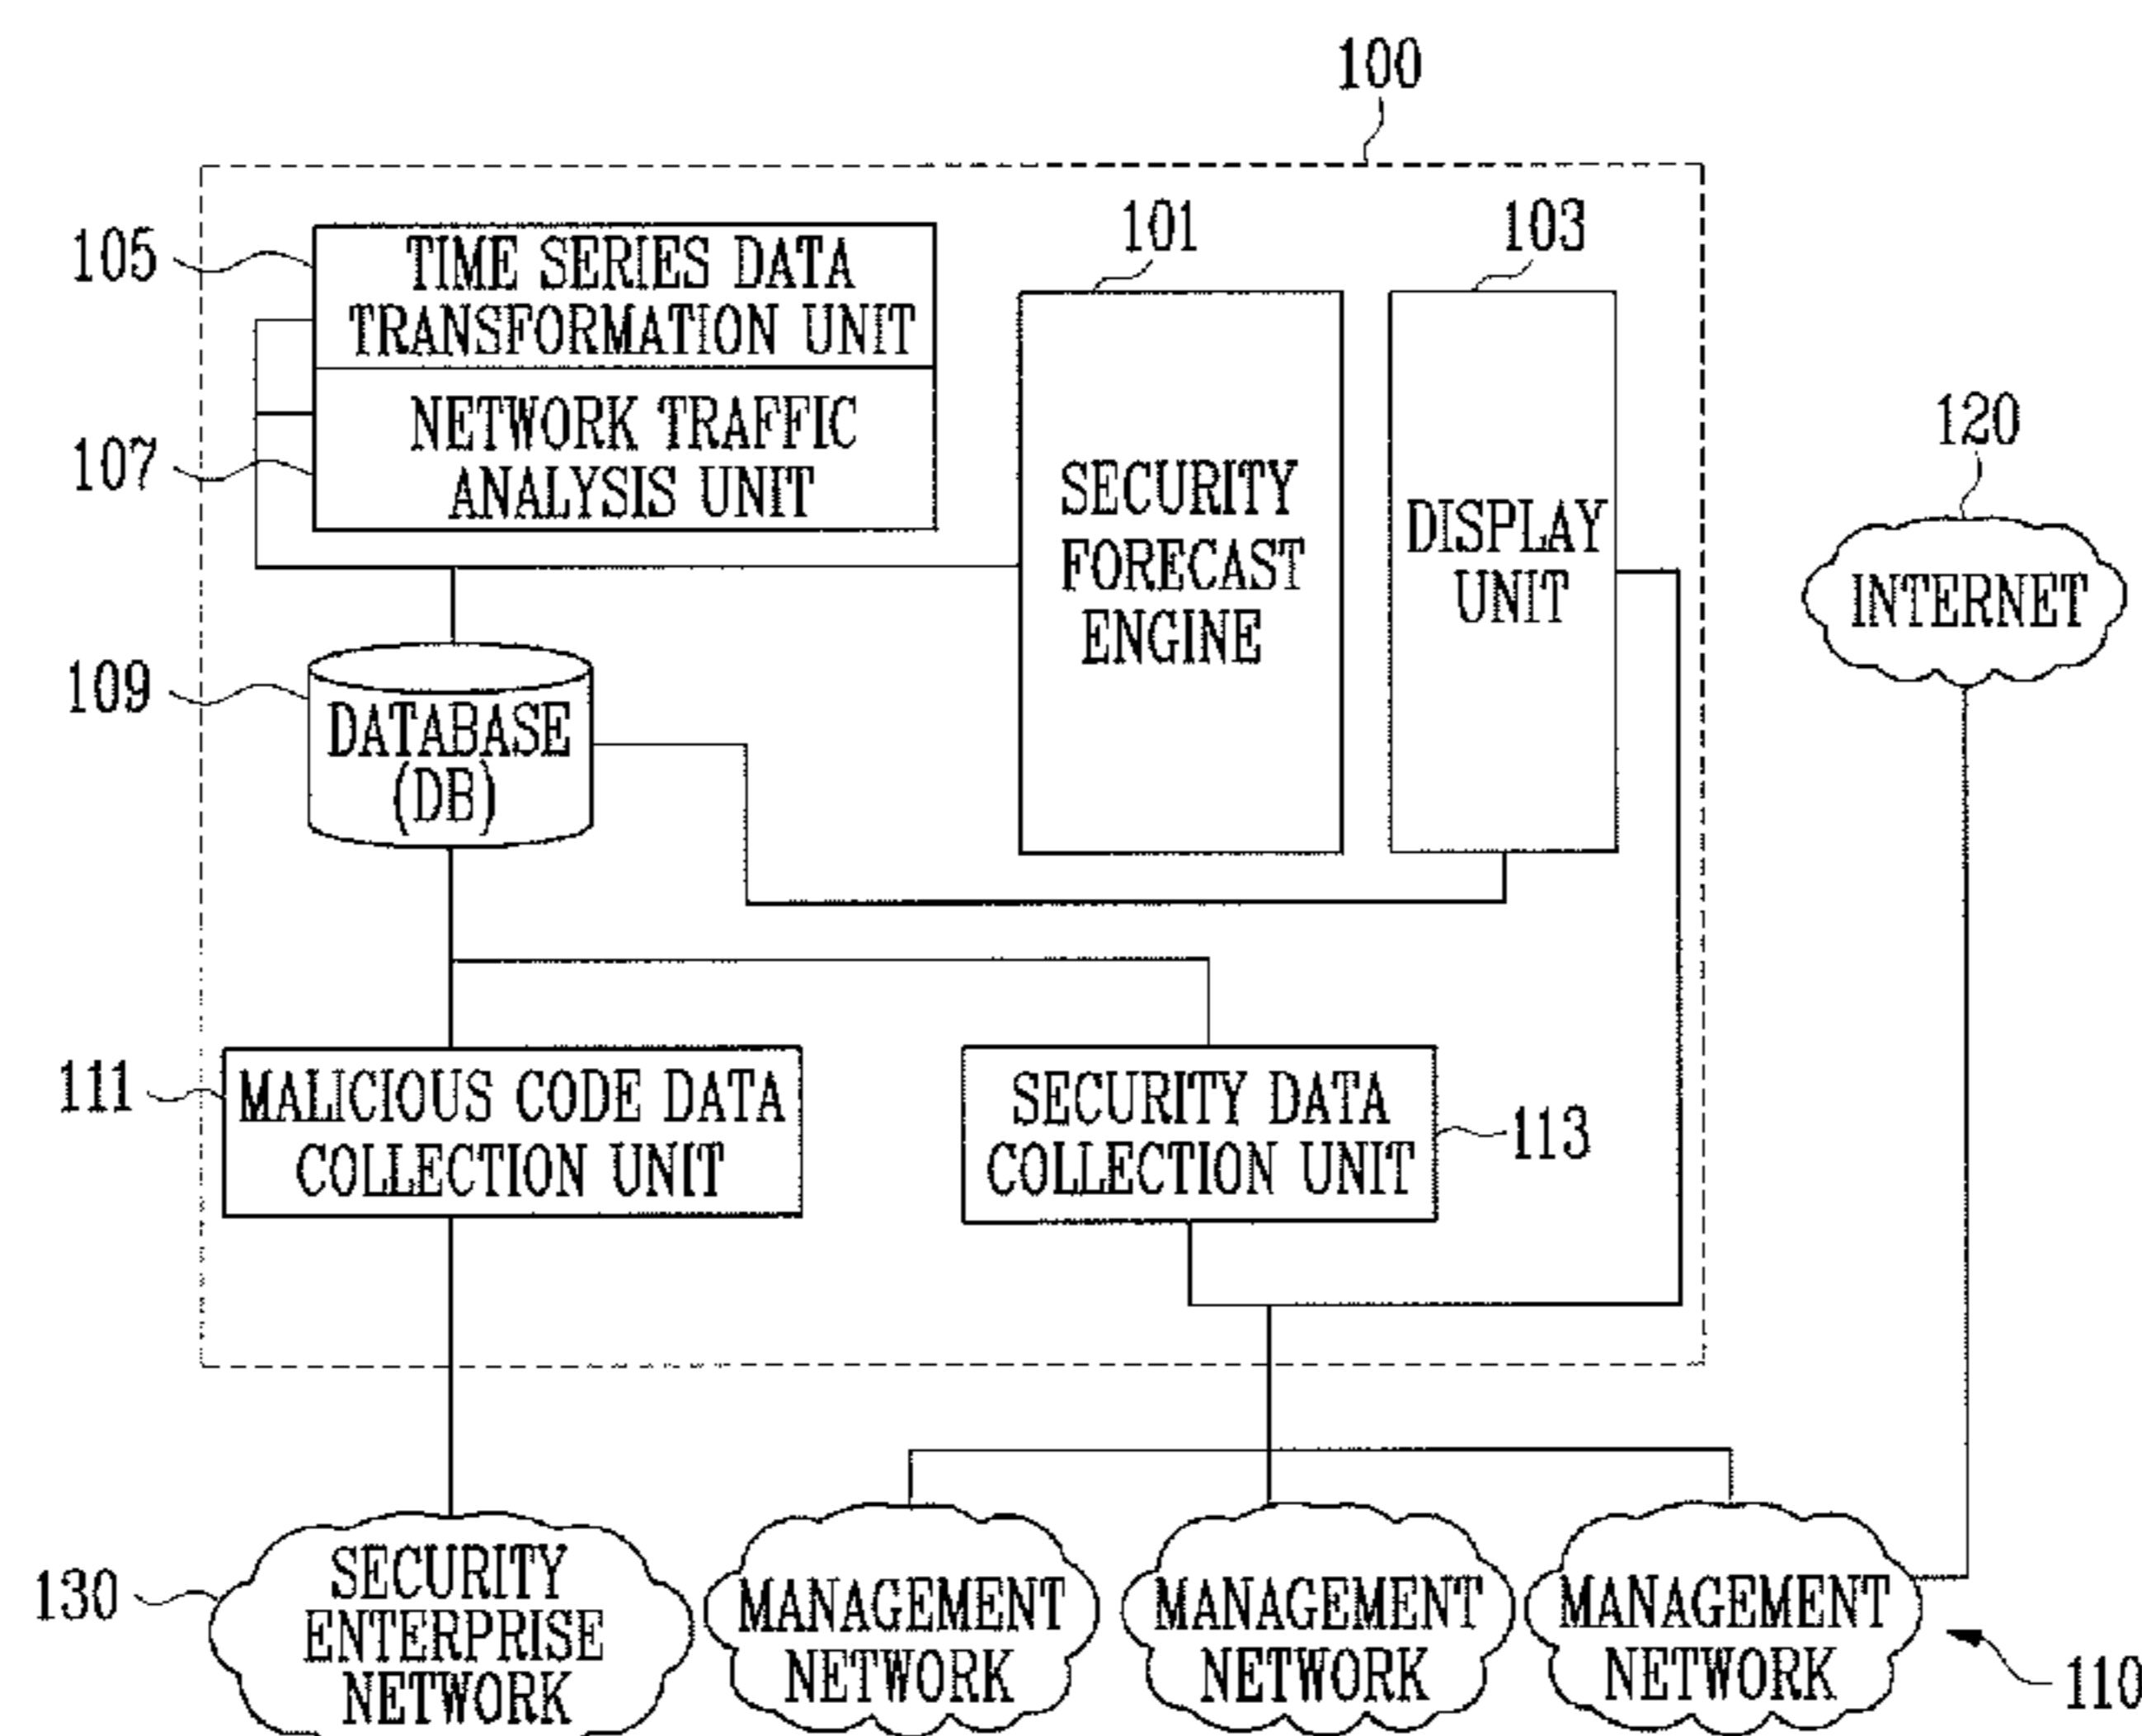 100
105
TIME SERIES DATA
TRANSFORMATION UNIT
101
103
107
NETWORK TRAFFIC
ANALYSIS UNIT
SECURITY
FORECAST
ENGINE
DISPLAY
UNIT
120
INTERNET
109
DATABASE
(DB)
111
MALICIOUS CODE DATA
COLLECTION UNIT
SECURITY DATA
COLLECTION UNIT
113
130
SECURITY
ENTERPRISE
NETWORK
MANAGEMENT
NETWORK
MANAGEMENT
NETWORK
MANAGEMENT
NETWORK
110